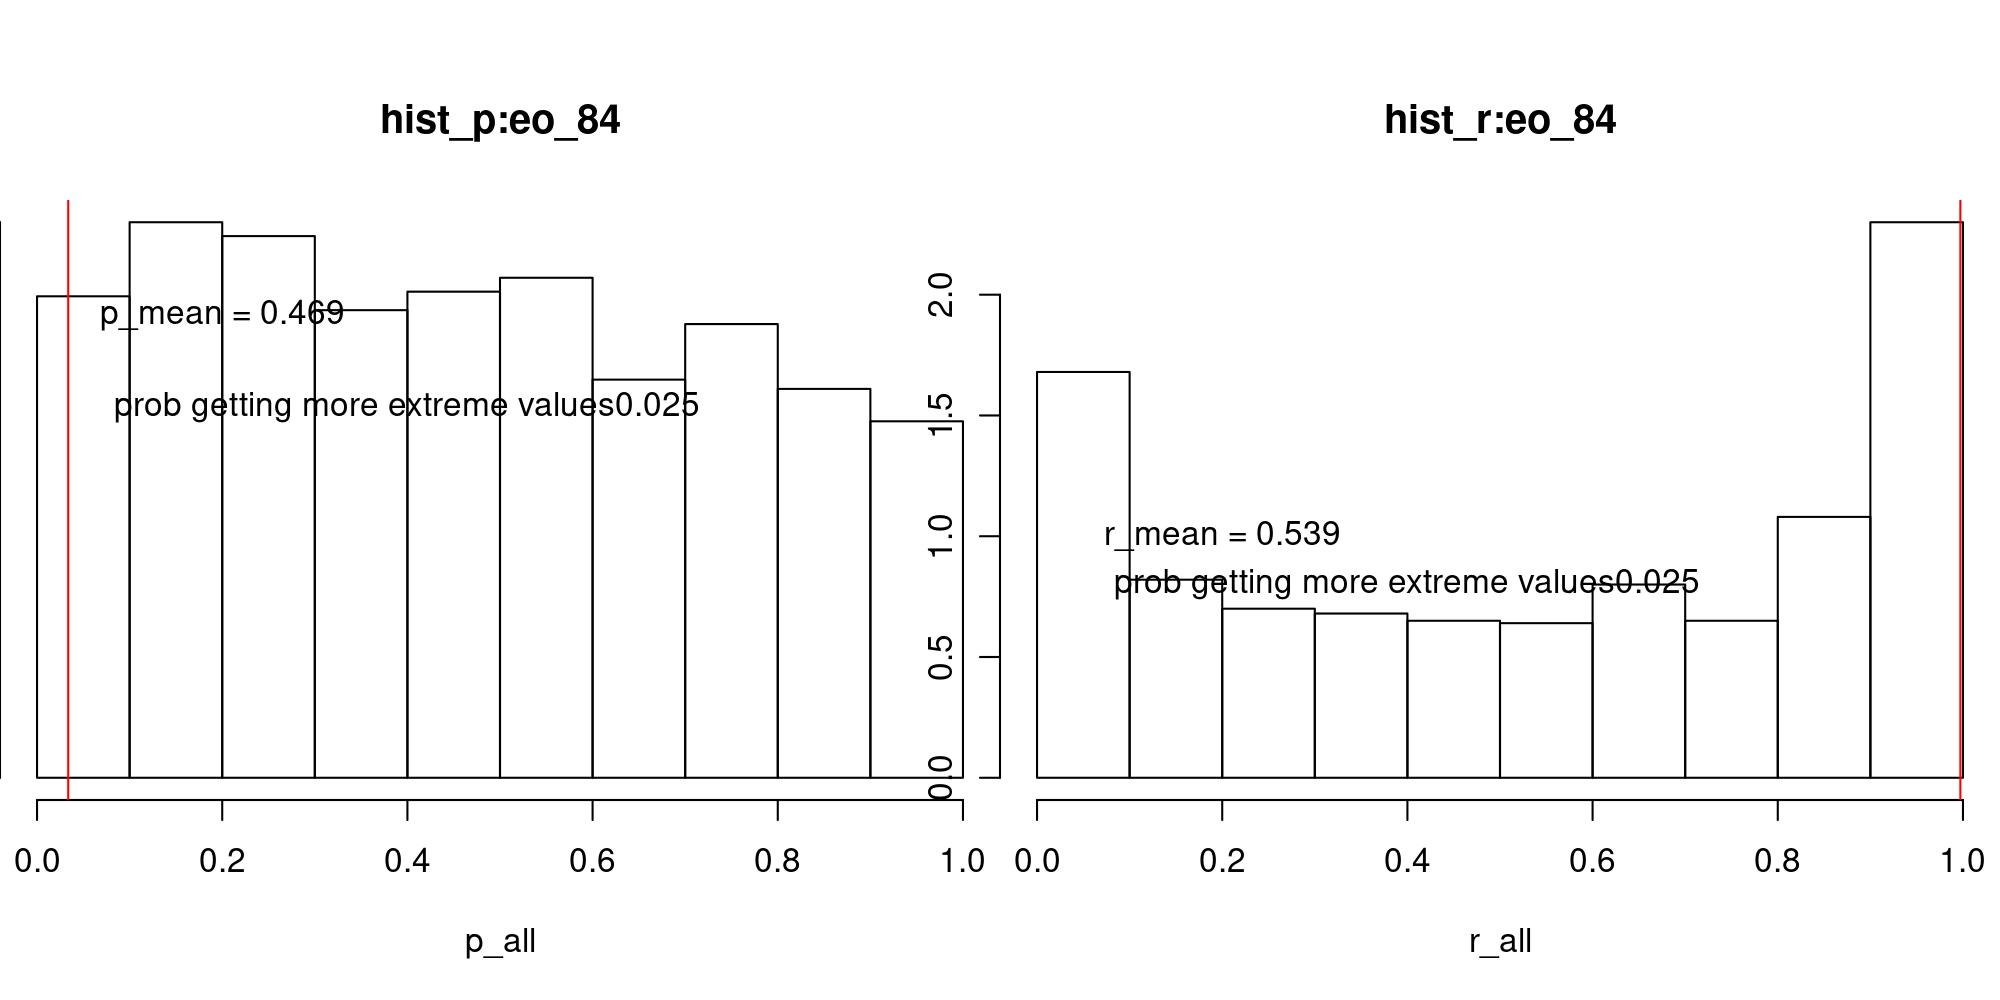 hist_p:eo_84
p_mean = 0.469
prob getting more extreme values0.025
0.0 0.2 0.4 0.6 0.8 1.0
p_all
hist_r:eo_84
2.0
1.5
1.0
0.5
0.0
r_mean = 0.539
prob getting more extreme values0.025
0.0 0.2 0.4 0.6 0.8 1.0
r_all